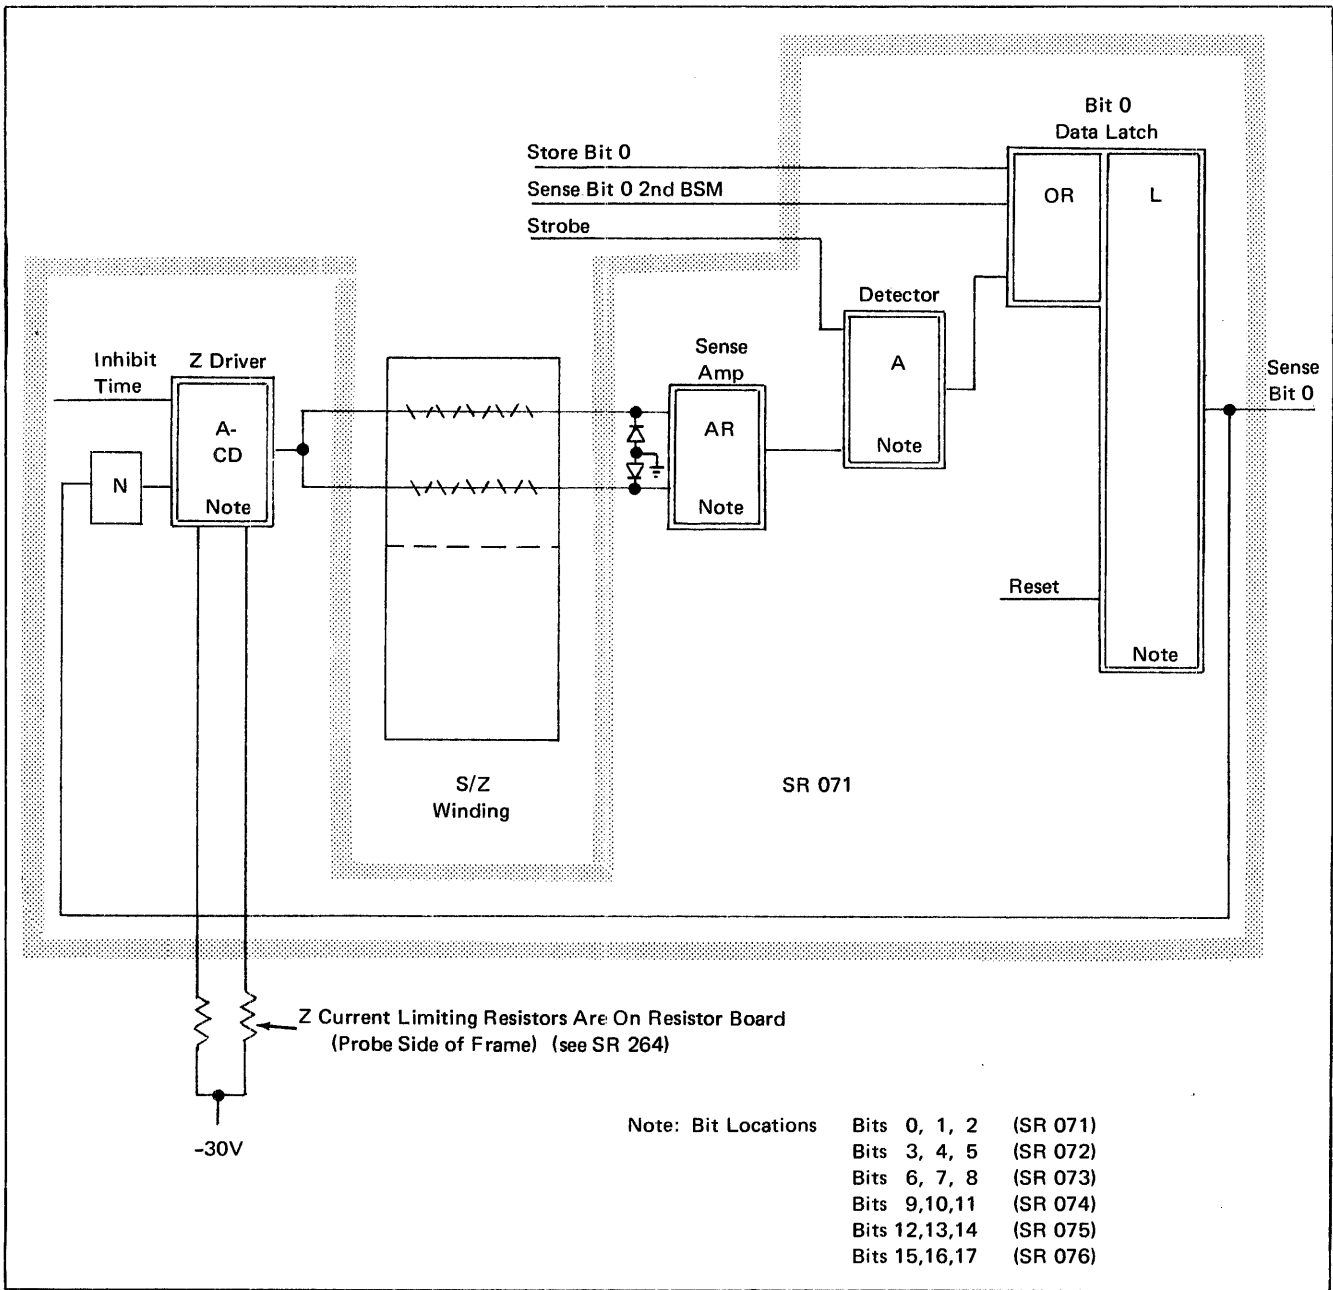 Bit 0
Data Latch
Store Bit 0
Sense Bit 0 2nd BSM
Strobe
OR
L
Detector
A
Note
Inhibit
Time
Z Driver
A-
CD
Note
N
Sense
Amp
AR
Note
Sense
Bit 0
Reset
Note
S/Z
Winding
SR 071
Z Current Limiting Resistors Are On Resistor Board
(Probe Side of Frame) (see SR 264)
-30V
Note: Bit Locations Bits 0, 1, 2 (SR 071)
Bits 3, 4, 5 (SR 072)
Bits 6, 7, 8 (SR 073)
Bits 9,10,11 (SR 074)
Bits 12,13,14 (SR 075)
Bits 15,16,17 (SR 076)